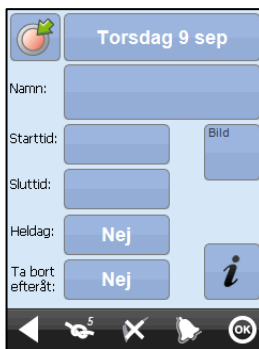 Torsdag 9 sep
Namn:
Starttid:
Bild
Sluttid:
Heldag:
Nej
Ta bort
efteråt:
Nej
i
5
OK